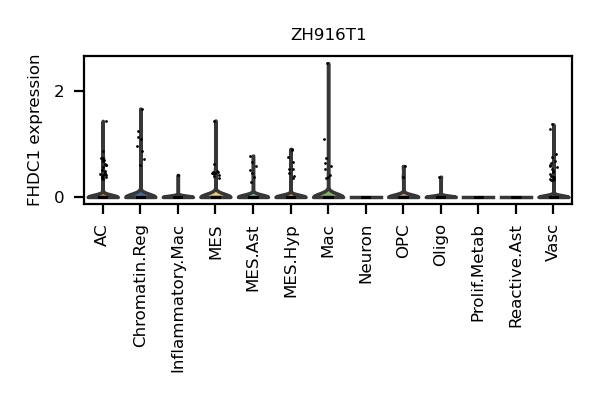 ZH916T1
FHDC1 expression
2
0
AC
Chromatin.Reg
Inflammatory.Mac
MES
MES.Ast
MES.Hyp
Mac
Neuron
OPC
Oligo
Prolif.Metab
Reactive.Ast
Vasc